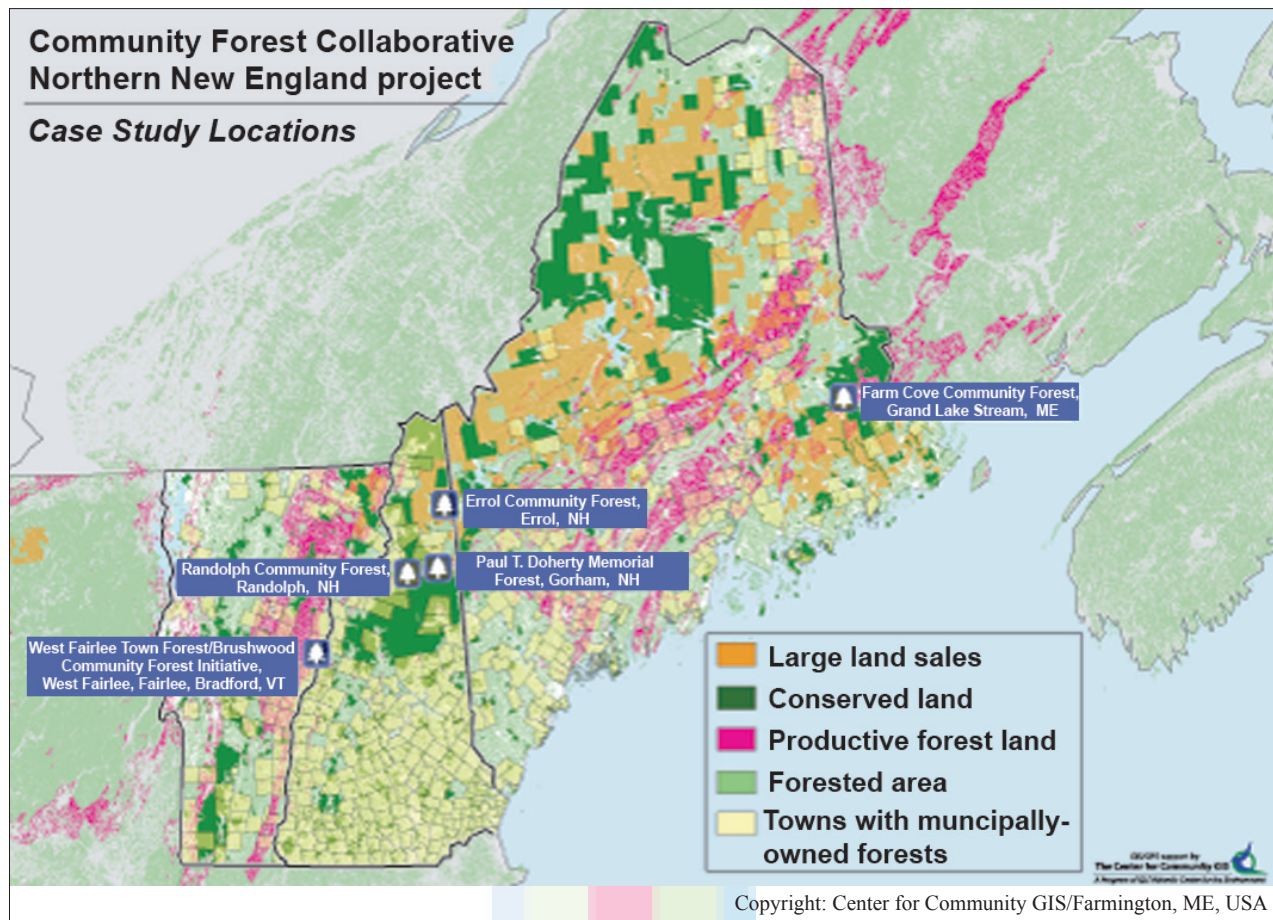 Community Forest Collaborative
Northern New England project
Case Study Locations
Farm Cove Community Forest,
Grand Lake Stream, ME
Errol Community Forest,
Errol, NH
Randolph Community Forest,
Randolph, NH
Paul T. Doherty Memorial
Forest, Gorham, NH
West Fairlee Town Forest/Brushwood
Community Forest Initiative,
West Fairlee, Fairlee, Bradford, VT
Large land sales
Conserved land
Productive forest land
Forested area
Towns with muncipally-
owned forests
The Center for Community GIS
Copyright: Center for Community GIS/Farmington, ME, USA